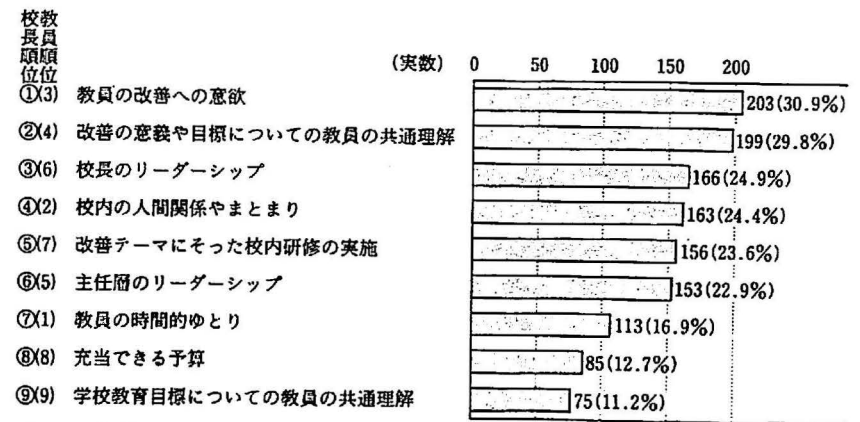 校長順位
教員順位
(実数) 0 50 100 150 200
①(3) 教員の改善への意欲 203(30.9%)
②(4) 改善の意義や目標についての教員の共通理解 199(29.8%)
③(6) 校長のリーダーシップ 166(24.9%)
④(2) 校内の人間関係やまとまり 163(24.4%)
⑤(7) 改善テーマにそった校内研修の実施 156(23.6%)
⑥(5) 主任層のリーダーシップ 153(22.9%)
⑦(1) 教員の時間的ゆとり 113(16.9%)
⑧(8) 充当できる予算 85(12.7%)
⑨(9) 学校教育目標についての教員の共通理解 75(11.2%)